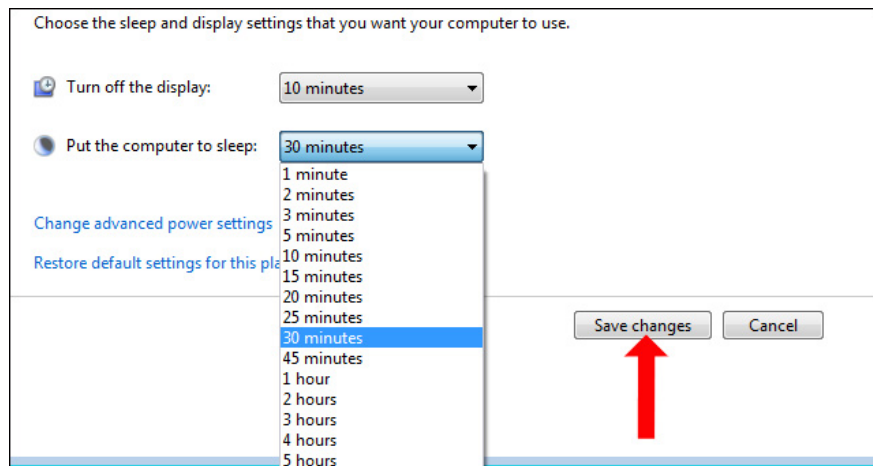 Choose the sleep and display settings that you want your computer to use.
Turn off the display: 10 minutes
Put the computer to sleep: 30 minutes
1 minute
2 minutes
3 minutes
5 minutes
Change advanced power settings
10 minutes
Restore default settings for this pla
15 minutes
20 minutes
25 minutes
30 minutes
Save changes Cancel
45 minutes
1 hour
2 hours
3 hours
4 hours
5 hours